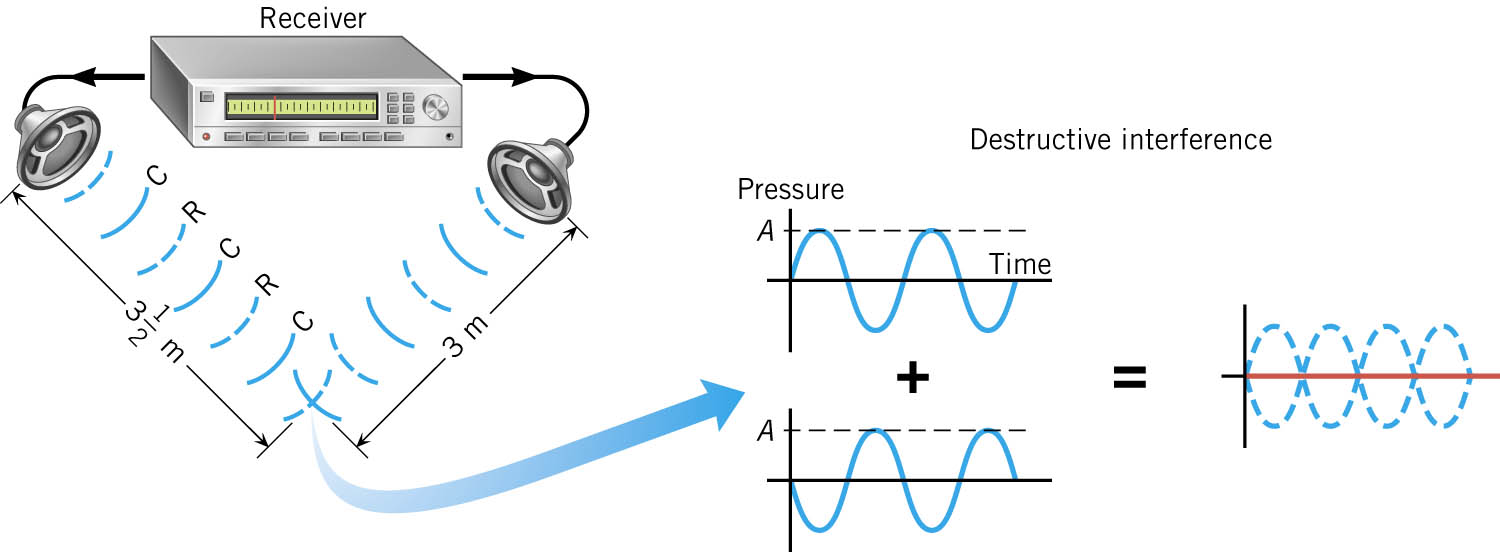 Receiver
C
R
C
R
C
3 1/2 m
3 m
Destructive interference
Pressure
A
Time
+
=
A